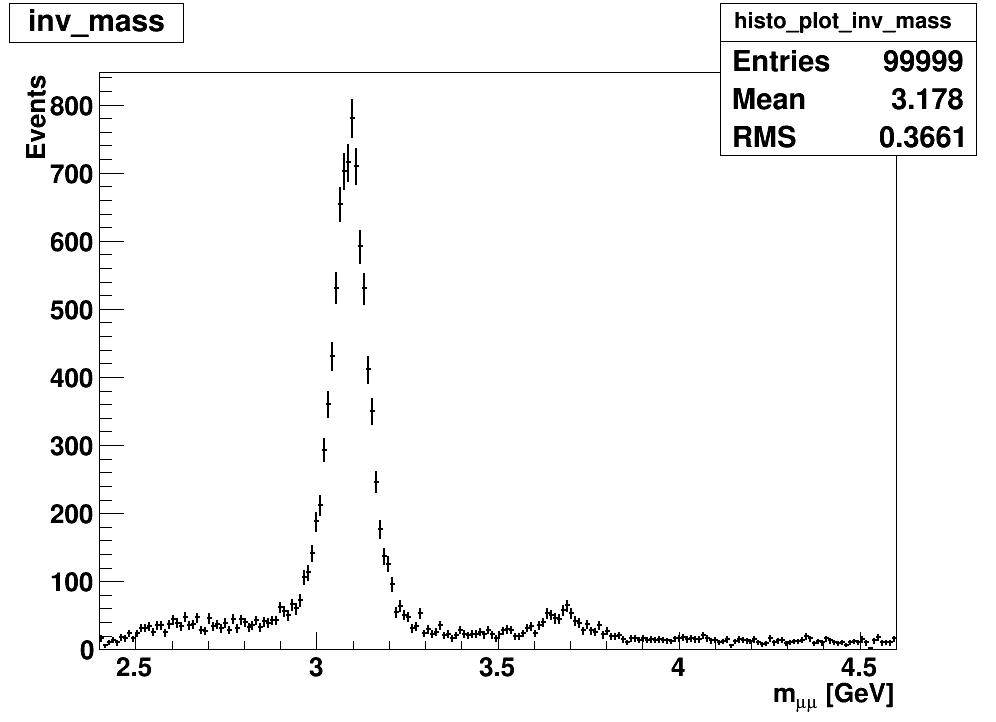 inv_mass
histo_plot_inv_mass
Entries 99999
Mean 3.178
RMS 0.3661
Events
800
700
600
500
400
300
200
100
0
2.5 3 3.5 4 4.5
m_μμ [GeV]